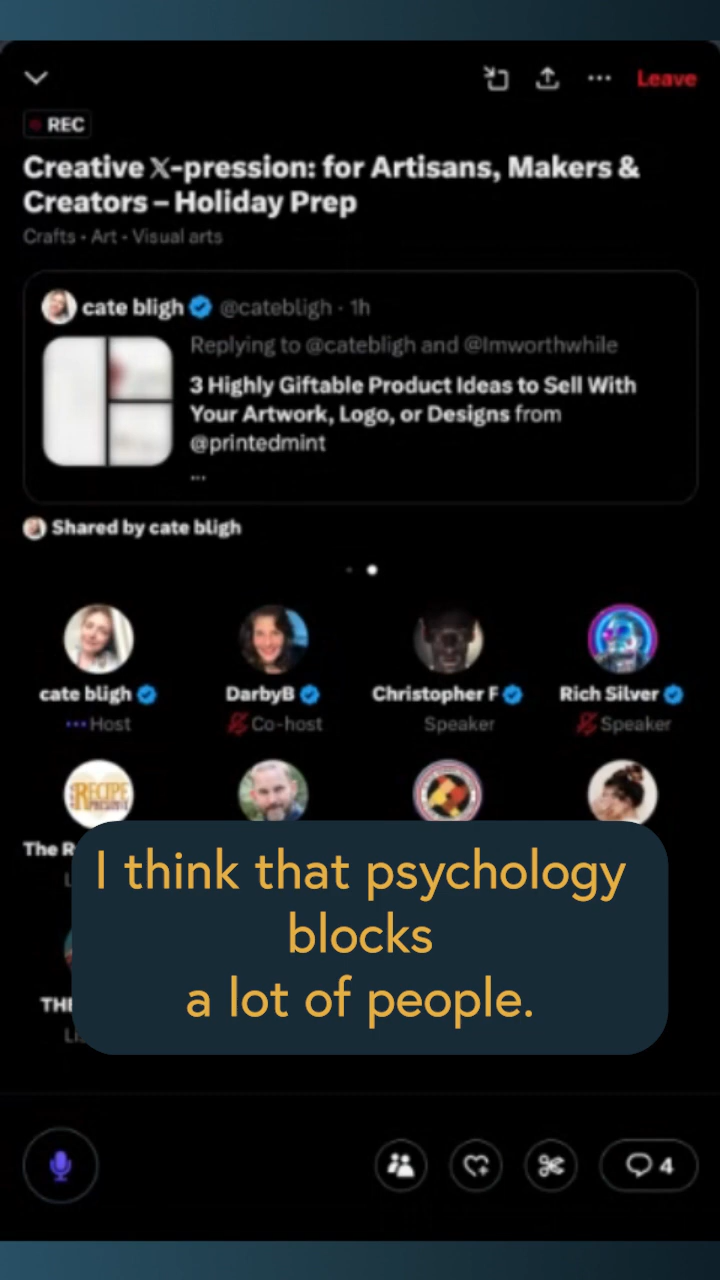 Leave
REC
Creative X-pression: for Artisans, Makers &
Creators – Holiday Prep
Crafts · Art · Visual arts
cate bligh @catebligh · 1h
Replying to @catebligh and @Imworthwhile
3 Highly Giftable Product Ideas to Sell With
Your Artwork, Logo, or Designs from
@printedmint
...
Shared by cate bligh
cate bligh DarbyB Christopher F Rich Silver
Host Co-host Speaker Speaker
RECIPE
The R
I think that psychology
blocks
a lot of people.
THE
4